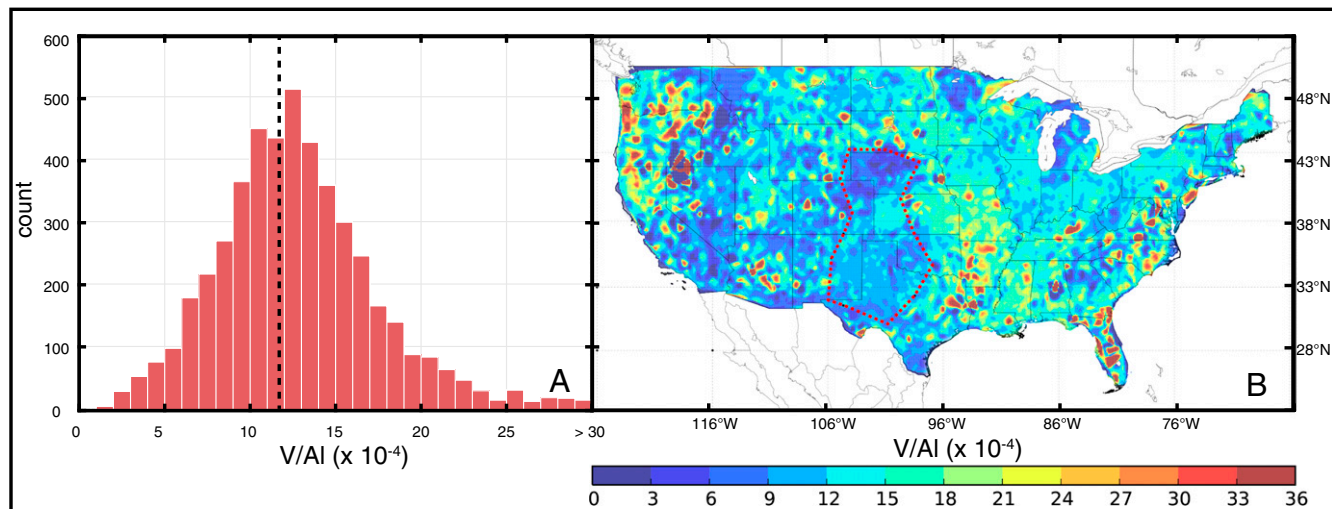 600
500
400
300
200
100
0
count
0
5
10
15
20
25
> 30
V/Al (x 10⁻⁴)
A
48°N
43°N
38°N
33°N
28°N
B
116°W
106°W
96°W
86°W
76°W
V/Al (x 10⁻⁴)
0 3 6 9 12 15 18 21 24 27 30 33 36